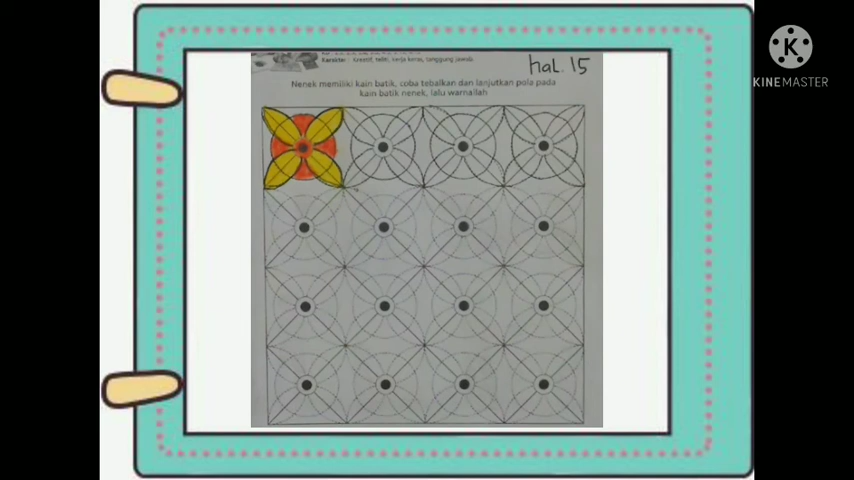 Karakter : Kreatif, teliti, kerja keras, tanggung jawab
hal. 15
Nenek memiliki kain batik, coba tebalkan dan lanjutkan pola pada
kain batik nenek, lalu warnailah
K
KINEMASTER